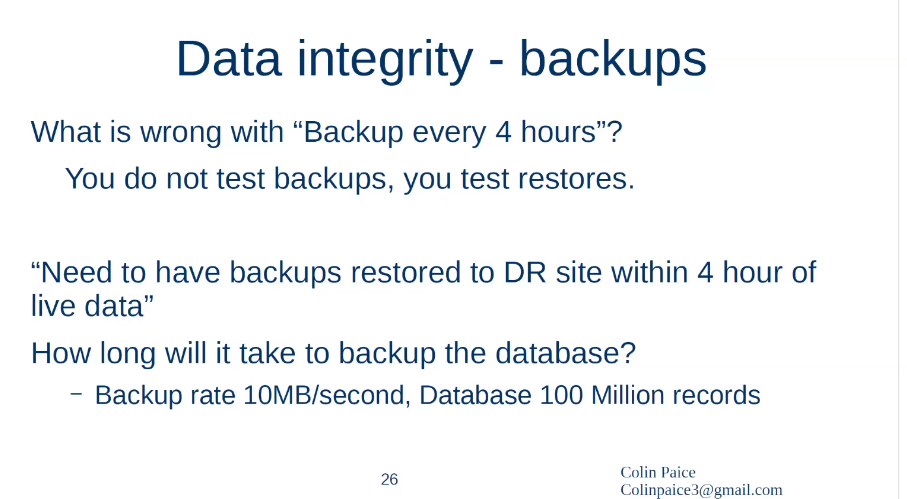 Data integrity - backups
What is wrong with “Backup every 4 hours”?
You do not test backups, you test restores.
“Need to have backups restored to DR site within 4 hour of
live data”
How long will it take to backup the database?
– Backup rate 10MB/second, Database 100 Million records
26
Colin Paice
Colinpaice3@gmail.com